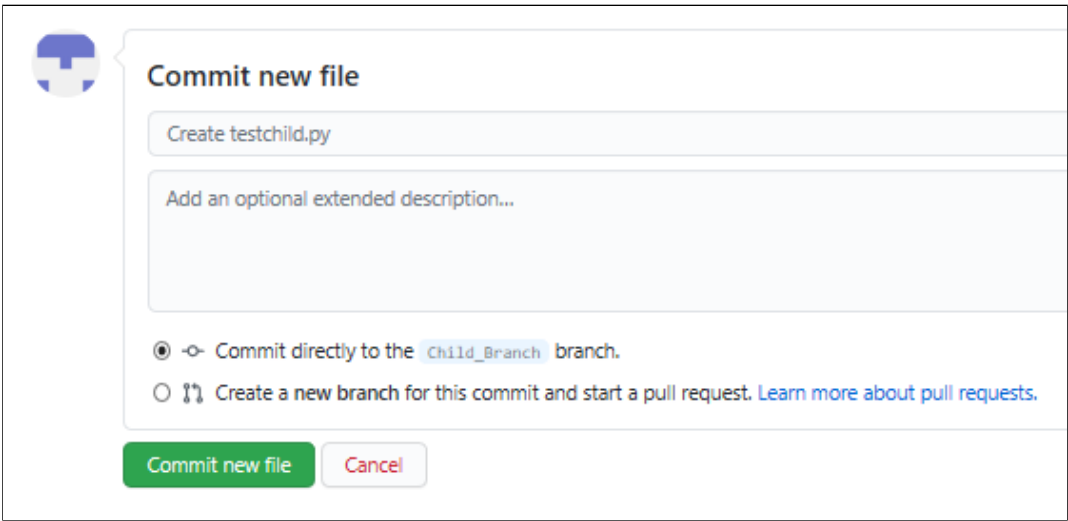 Commit new file
Create testchild.py
Add an optional extended description...
Commit directly to the Child_Branch branch.
Create a new branch for this commit and start a pull request. Learn more about pull requests.
Commit new file
Cancel